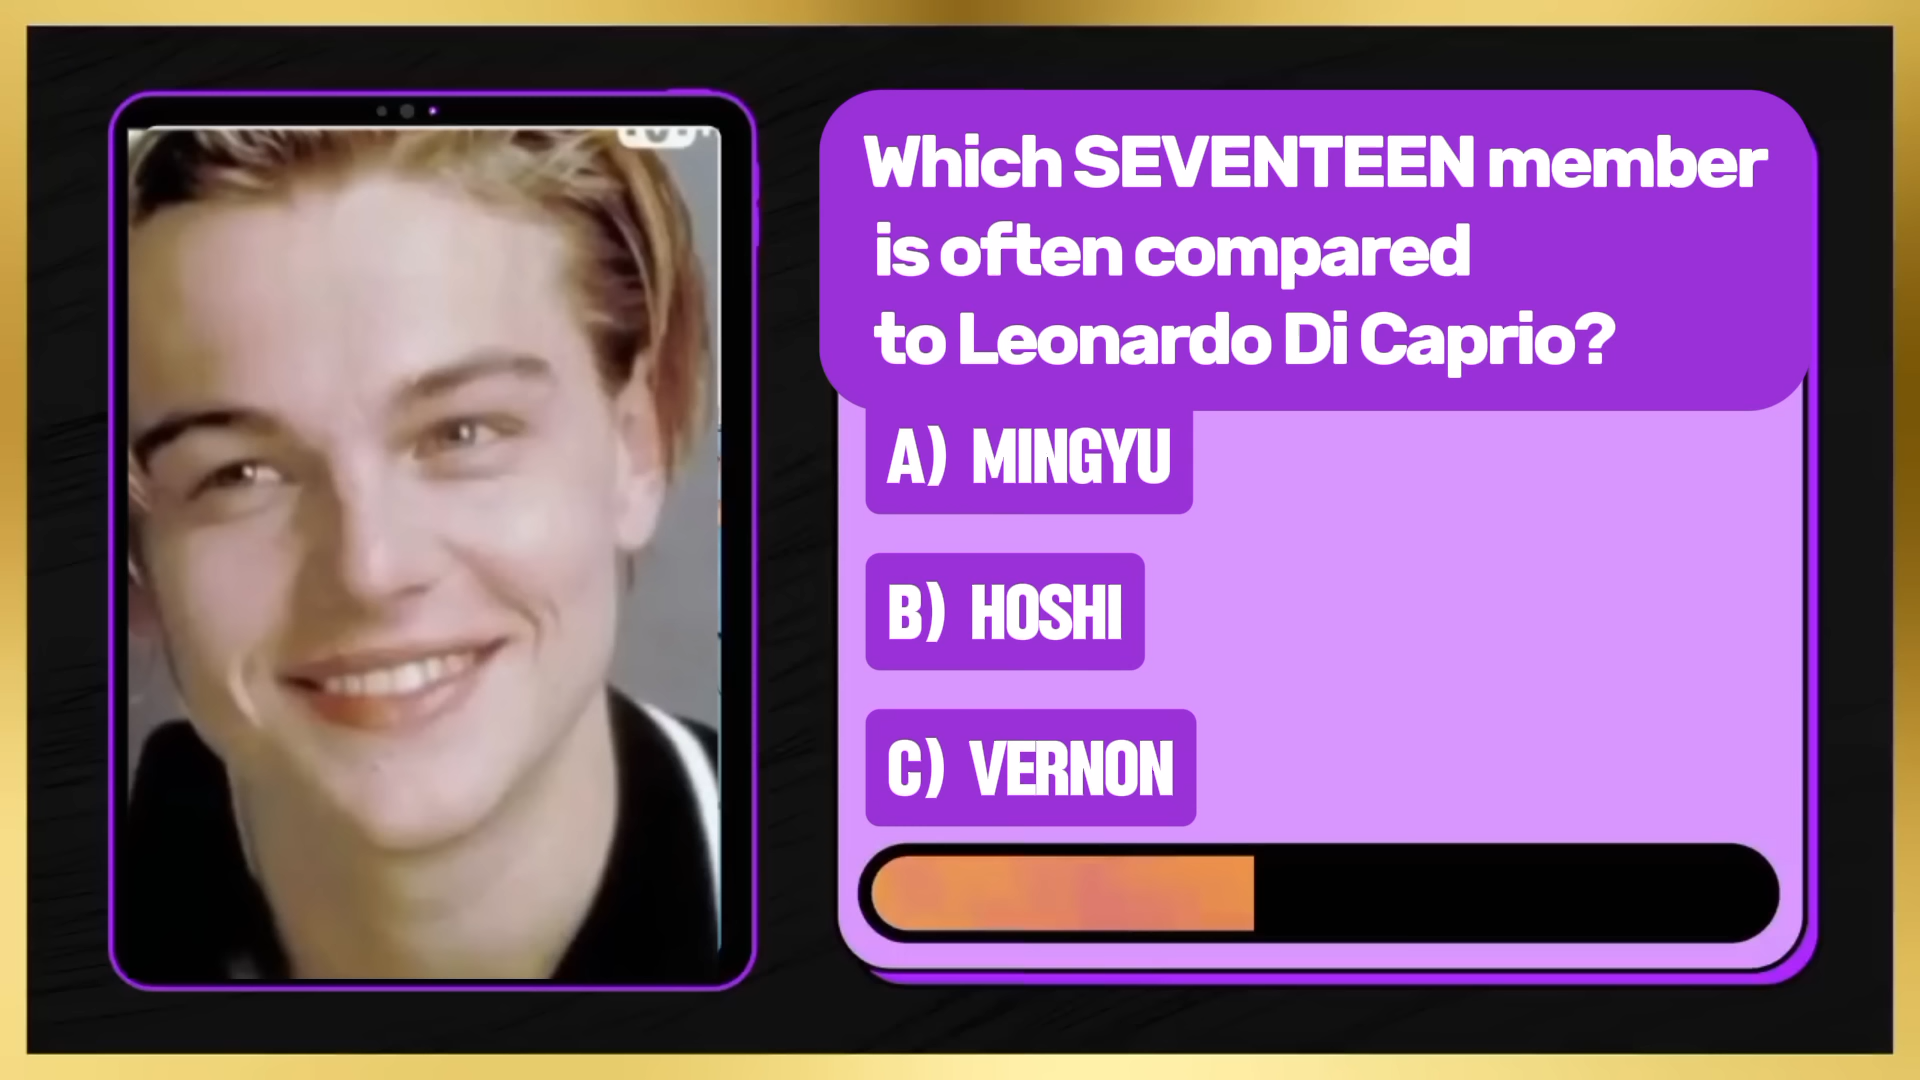 Which SEVENTEEN member
is often compared
to Leonardo Di Caprio?
A) MINGYU
B) HOSHI
C) VERNON